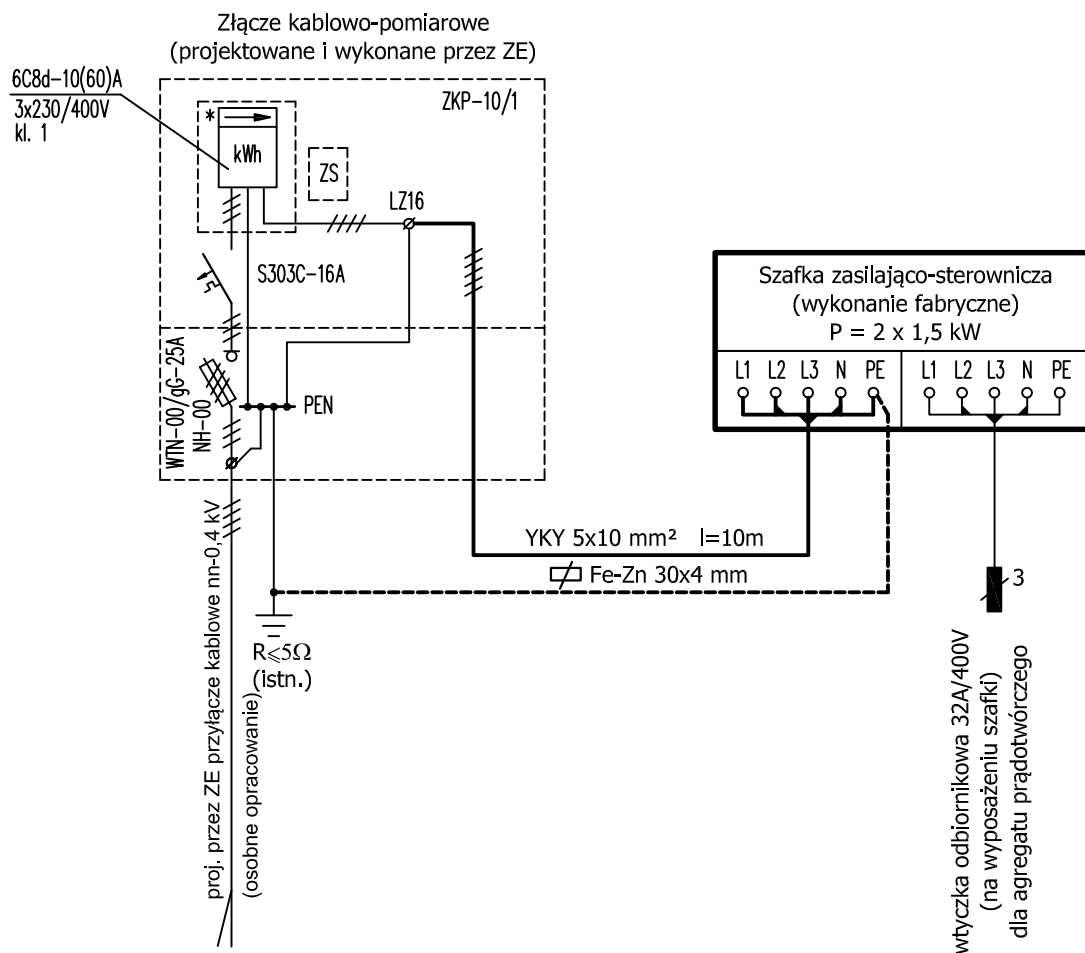 Złącze kablowo-pomiarowe
(projektowane i wykonane przez ZE)
6C8d-10(60)A
3x230/400V
kl. 1
ZKP-10/1
*
kWh
ZS
LZ16
S303C-16A
WTN-00/gG-25A
NH-00
PEN
Szafka zasilająco-sterownicza
(wykonanie fabryczne)
P = 2 x 1,5 kW
L1 L2 L3 N PE
L1 L2 L3 N PE
YKY 5x10 mm² l=10m
Fe-Zn 30x4 mm
R⩽5Ω
(istn.)
3
proj. przez ZE przyłącze kablowe nn-0,4 kV
(osobne opracowanie)
wtyczka odbiornikowa 32A/400V
(na wyposażeniu szafki)
dla agregatu prądotwórczego